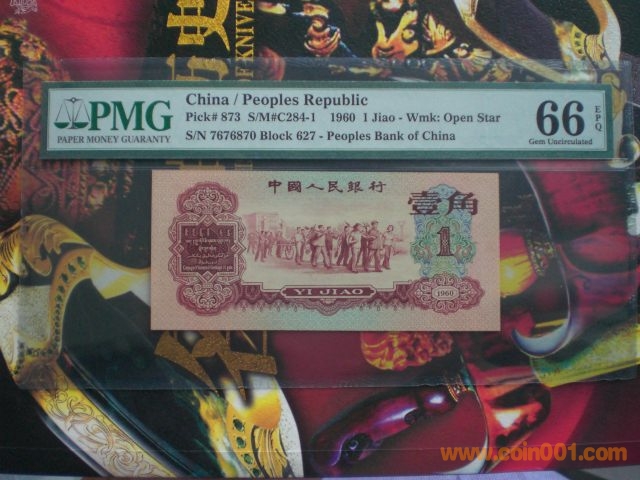 F KNIVE
PMG
PAPER MONEY GUARANTY
China / Peoples Republic
Pick# 873 S/M#C284-1 1960 1 Jiao - Wmk: Open Star
S/N 7676870 Block 627 - Peoples Bank of China
66 EPQ
Gem Uncirculated
中國人民銀行
壹角
1
YI JIAO
1960
www.coin001.com